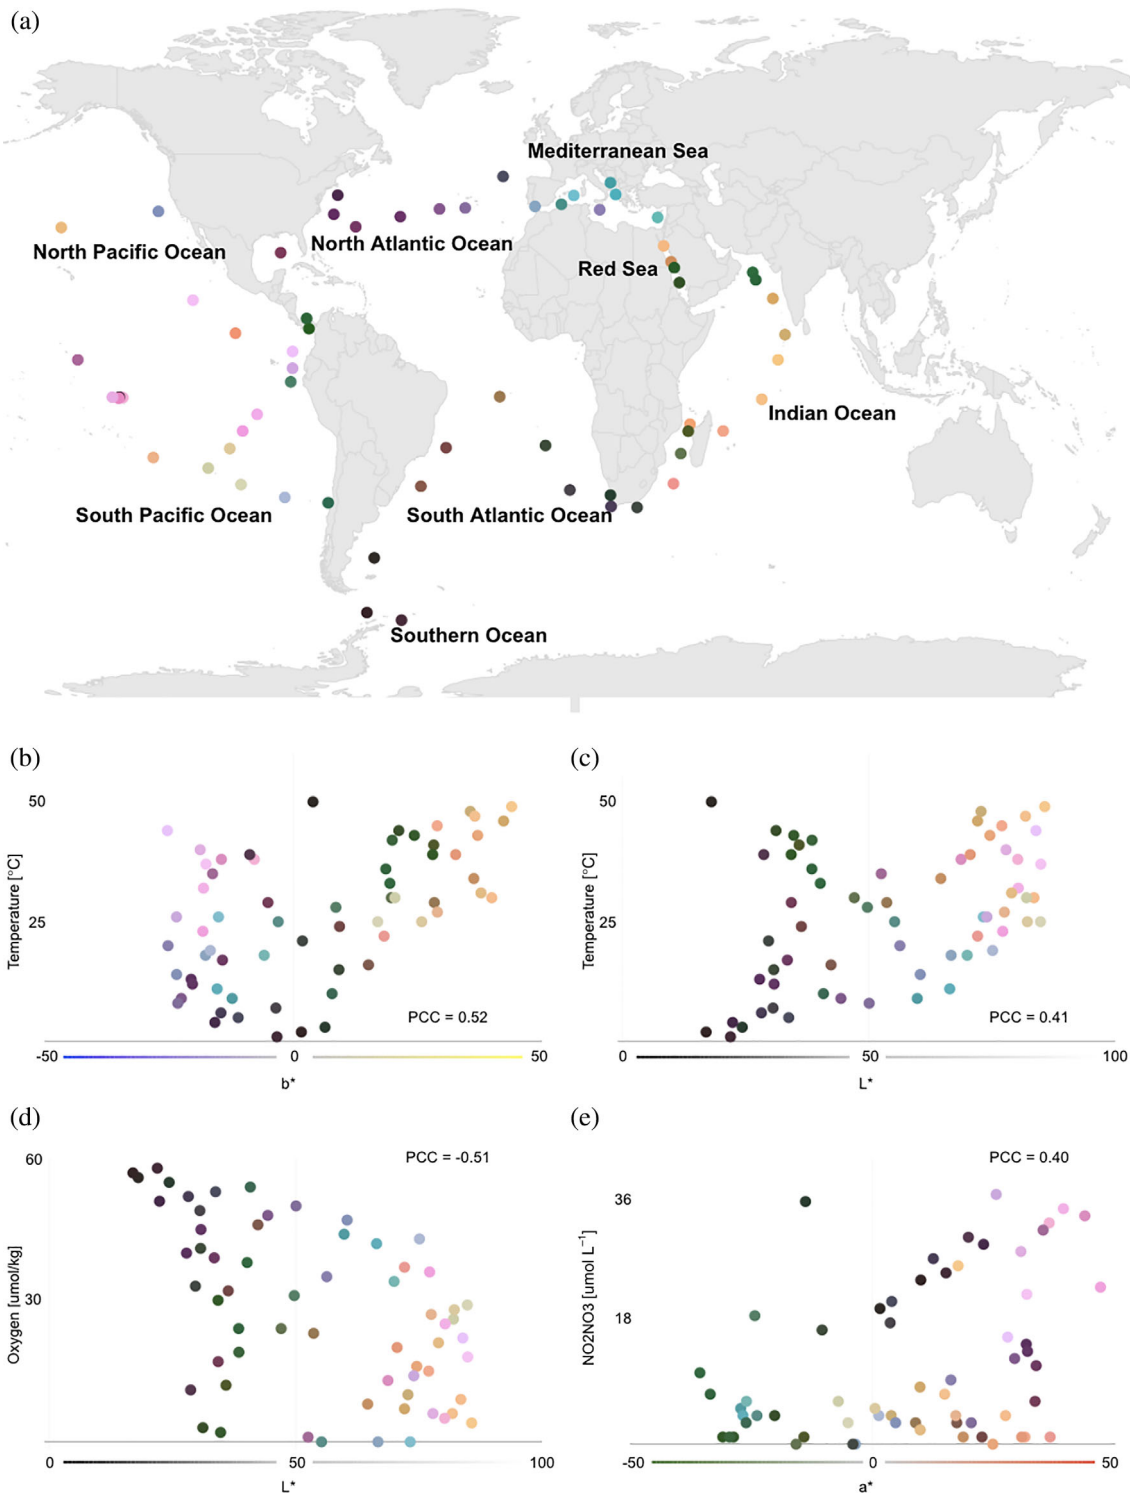 (a)
Mediterranean Sea
North Pacific Ocean
North Atlantic Ocean
Red Sea
Indian Ocean
South Pacific Ocean
South Atlantic Ocean
Southern Ocean
(b)
50
25
Temperature [°C]
PCC = 0.52
-50 0 50
b*
(c)
50
25
Temperature [°C]
PCC = 0.41
0 50 100
L*
(d)
60
30
Oxygen [umol/kg]
PCC = -0.51
0 50 100
L*
(e)
36
18
NO2NO3 [umol L⁻¹]
PCC = 0.40
-50 0 50
a*